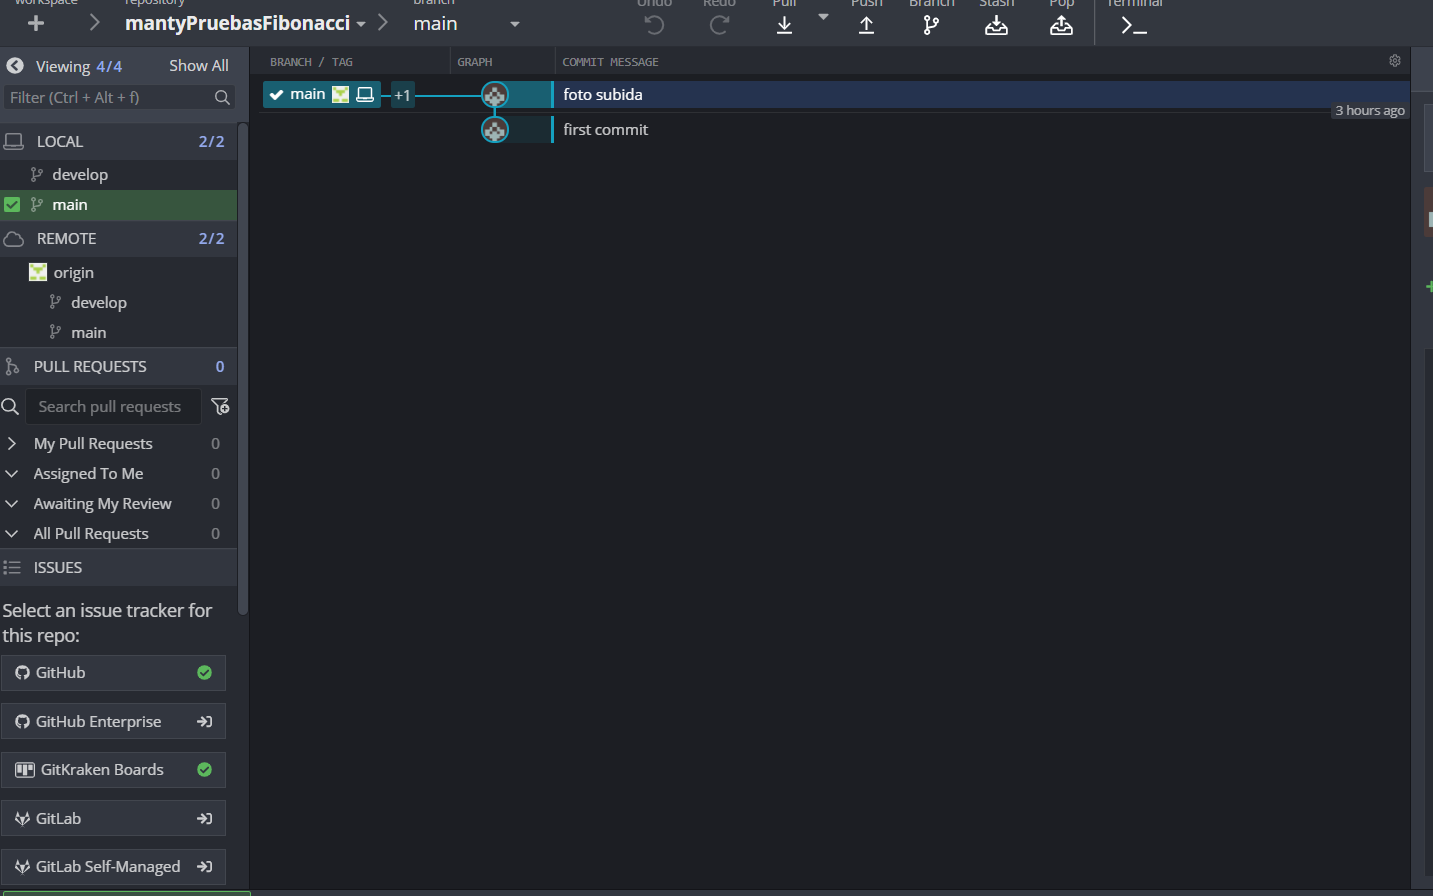 workspace
repository
branch
mantyPruebasFibonacci
main
Undo
Redo
Pull
Push
Branch
Stash
Pop
Terminal
Viewing 4/4
Show All
Filter (Ctrl + Alt + f)
LOCAL 2/2
develop
main
REMOTE 2/2
origin
develop
main
PULL REQUESTS 0
Search pull requests
My Pull Requests 0
Assigned To Me 0
Awaiting My Review 0
All Pull Requests 0
ISSUES
Select an issue tracker for
this repo:
GitHub
GitHub Enterprise
GitKraken Boards
GitLab
GitLab Self-Managed
BRANCH / TAG
GRAPH
COMMIT MESSAGE
main
+1
foto subida
3 hours ago
first commit